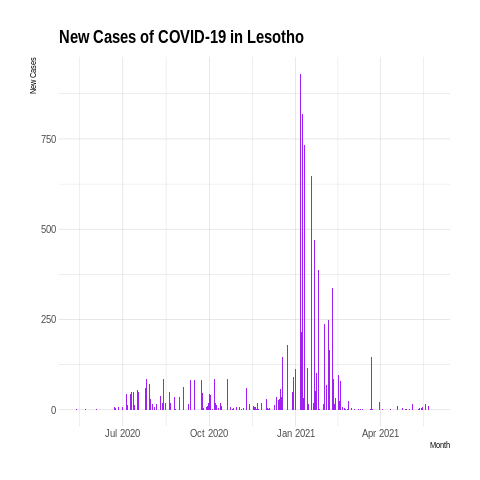 New Cases of COVID-19 in Lesotho
New Cases
750
500
250
0
Jul 2020
Oct 2020
Jan 2021
Apr 2021
Month